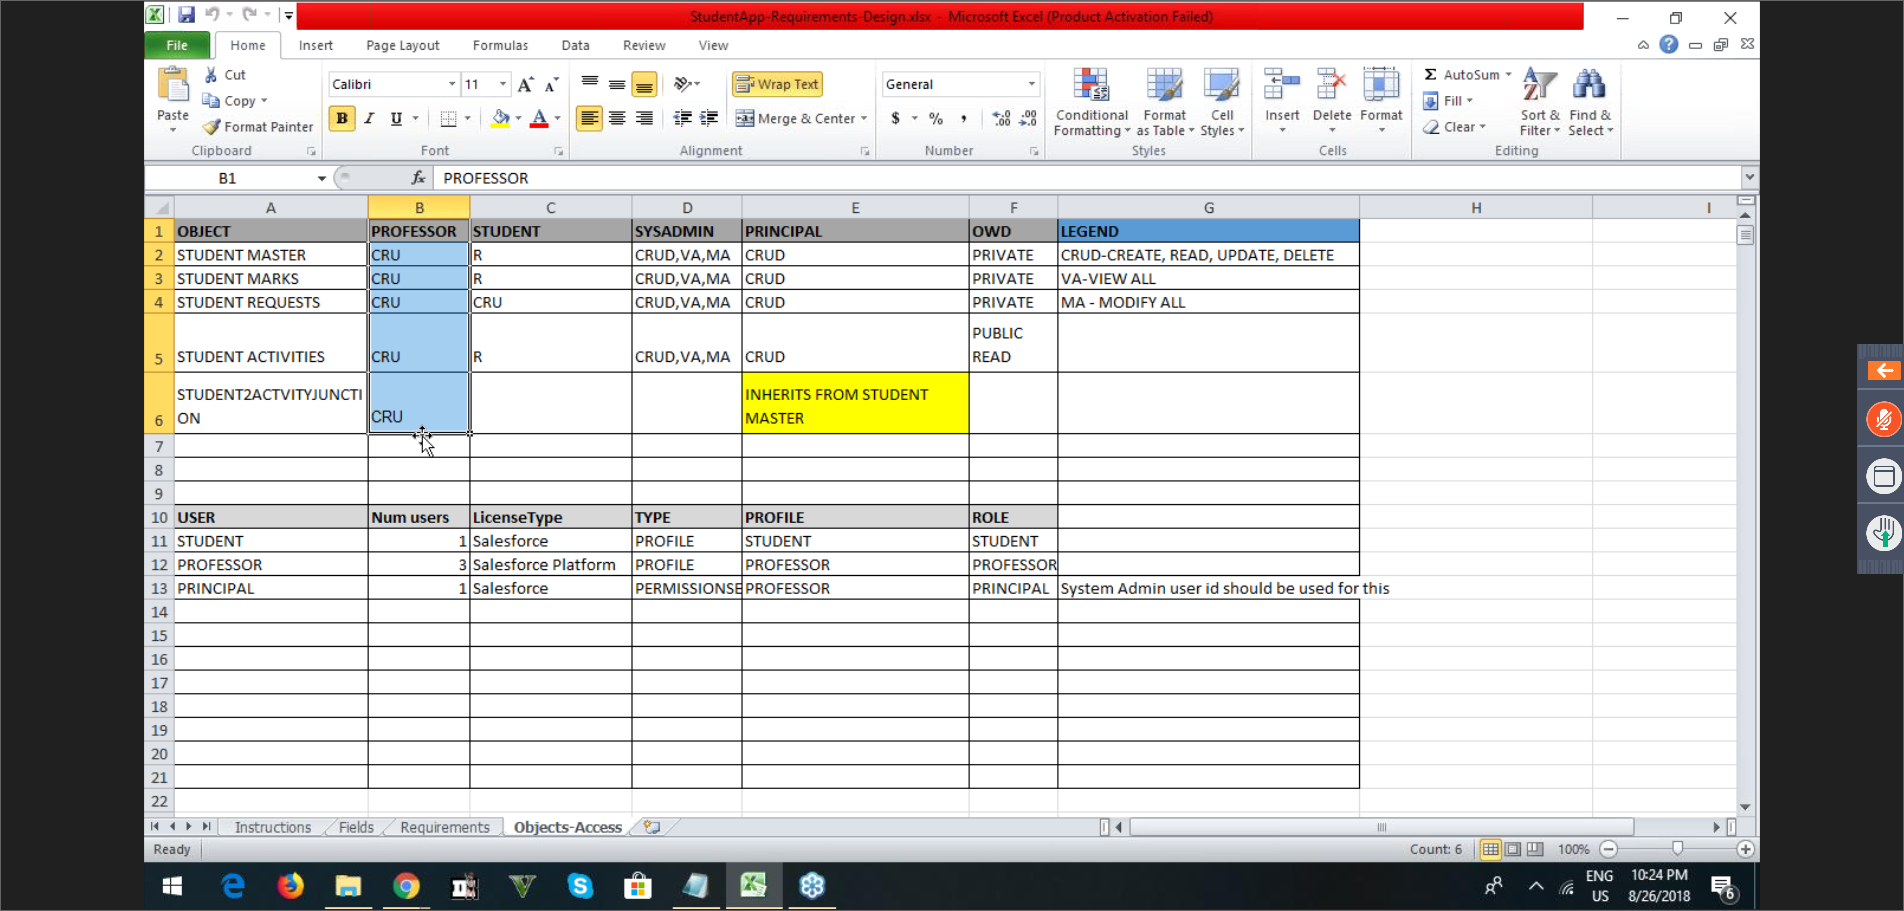 StudentApp-Requirements-Design.xlsx - Microsoft Excel (Product Activation Failed)
File Home Insert Page Layout Formulas Data Review View
Paste
Cut
Copy
Format Painter
Clipboard
Calibri 11
B I U
Font
Wrap Text
Merge & Center
Alignment
General
$ % ,
Number
Conditional Formatting
Format as Table
Cell Styles
Styles
Insert Delete Format
Cells
Σ AutoSum
Fill
Clear
Sort & Filter
Find & Select
Editing
B1 fx PROFESSOR
A B C D E F G H I
1 OBJECT PROFESSOR STUDENT SYSADMIN PRINCIPAL OWD LEGEND
2 STUDENT MASTER CRU R CRUD,VA,MA CRUD PRIVATE CRUD-CREATE, READ, UPDATE, DELETE
3 STUDENT MARKS CRU R CRUD,VA,MA CRUD PRIVATE VA-VIEW ALL
4 STUDENT REQUESTS CRU CRU CRUD,VA,MA CRUD PRIVATE MA - MODIFY ALL
PUBLIC
5 STUDENT ACTIVITIES CRU R CRUD,VA,MA CRUD READ
STUDENT2ACTVITYJUNCTI INHERITS FROM STUDENT
6 ON CRU MASTER
7
8
9
10 USER Num users LicenseType TYPE PROFILE ROLE
11 STUDENT 1 Salesforce PROFILE STUDENT STUDENT
12 PROFESSOR 3 Salesforce Platform PROFILE PROFESSOR PROFESSOR
13 PRINCIPAL 1 Salesforce PERMISSIONSE PROFESSOR PRINCIPAL System Admin user id should be used for this
14
15
16
17
18
19
20
21
22
Instructions Fields Requirements Objects-Access
Ready Count: 6 100%
ENG 10:24 PM
US 8/26/2018 6